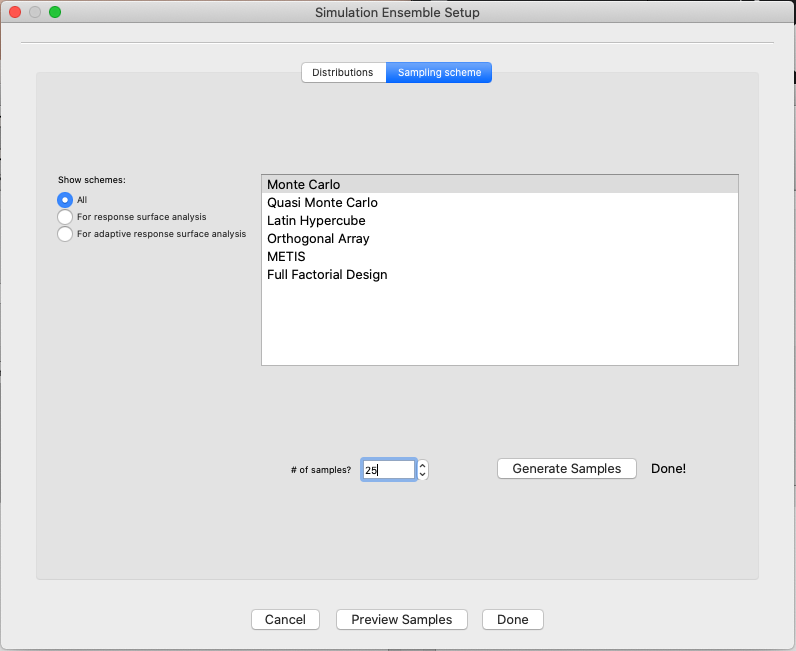 Simulation Ensemble Setup
Distributions
Sampling scheme
Show schemes:
All
For response surface analysis
For adaptive response surface analysis
Monte Carlo
Quasi Monte Carlo
Latin Hypercube
Orthogonal Array
METIS
Full Factorial Design
# of samples?
25
Generate Samples
Done!
Cancel
Preview Samples
Done